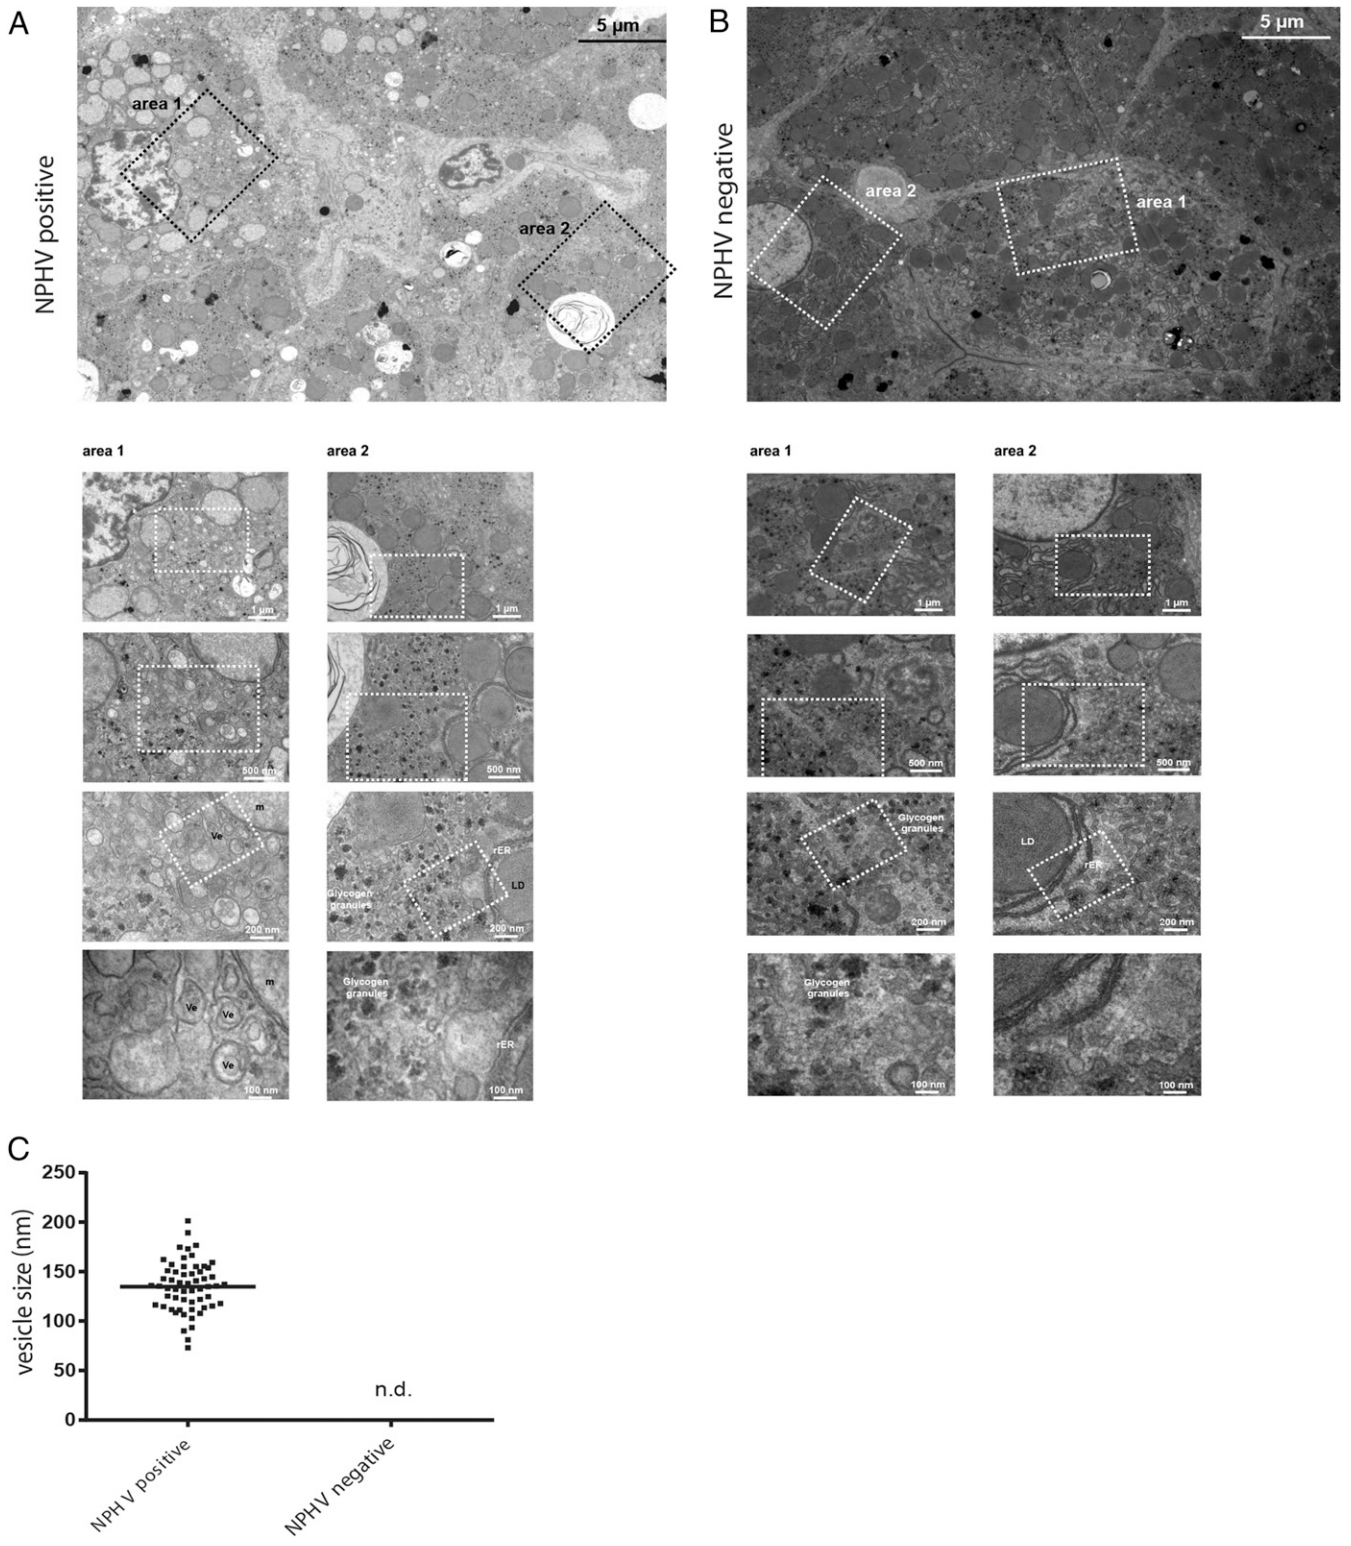 A
5 µm
area 1
area 2
NPHV positive
B
5 µm
area 2
area 1
NPHV negative
area 1
area 2
1 µm
1 µm
500 nm
500 nm
m
Ve
200 nm
rER
LD
Glycogen
granules
200 nm
m
Ve
Ve
Ve
100 nm
Glycogen
granules
rER
100 nm
area 1
area 2
1 µm
1 µm
500 nm
500 nm
Glycogen
granules
200 nm
LD
rER
200 nm
Glycogen
granules
100 nm
100 nm
C
250
200
150
100
50
0
vesicle size (nm)
n.d.
NPH V positive
NPHV negative